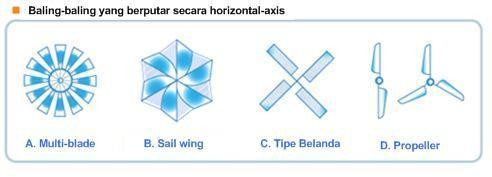 Baling-baling yang berputar secara horizontal-axis
A. Multi-blade
B. Sail wing
C. Tipe Belanda
D. Propeller